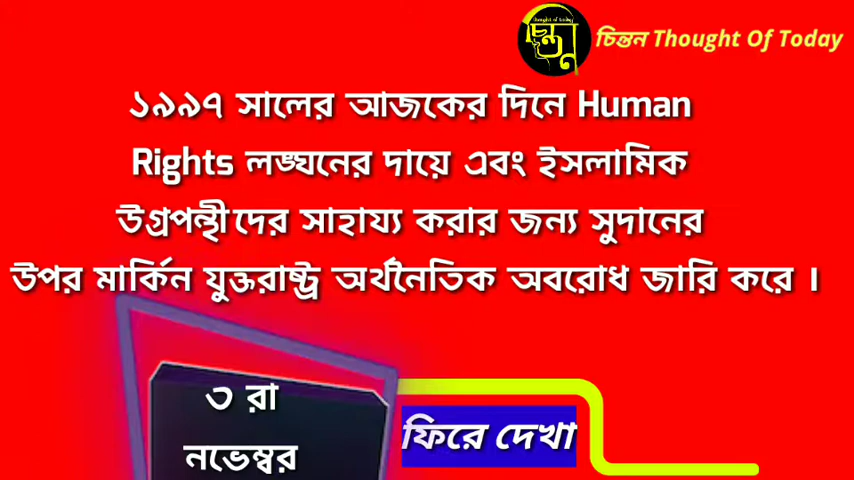 চিন্তন Thought Of Today
১৯৯৭ সালের আজকের দিনে Human
Rights লঙ্ঘনের দায়ে এবং ইসলামিক
উগ্রপন্থীদের সাহায্য করার জন্য সুদানের
উপর মার্কিন যুক্তরাষ্ট্র অর্থনৈতিক অবরোধ জারি করে ।
৩ রা
নভেম্বর
ফিরে দেখা